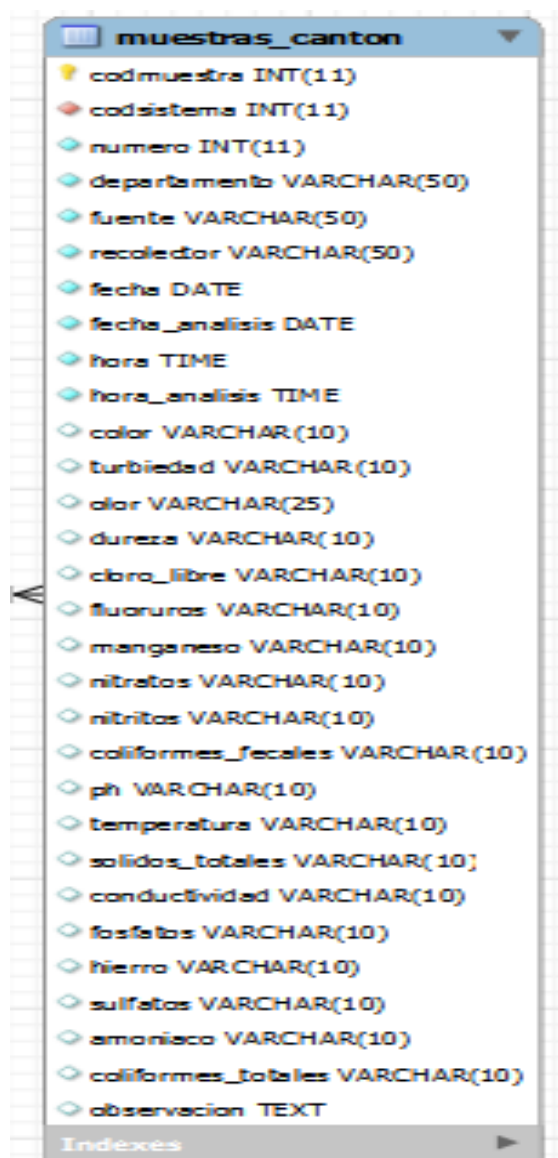 muestras_canton
codmuestra INT(11)
codsistema INT(11)
numero INT(11)
departamento VARCHAR(50)
fuente VARCHAR(50)
recolector VARCHAR(50)
fecha DATE
fecha_analisis DATE
hora TIME
hora_analisis TIME
color VARCHAR(10)
turbiedad VARCHAR(10)
olor VARCHAR(25)
dureza VARCHAR(10)
cloro_libre VARCHAR(10)
fluoruros VARCHAR(10)
manganeso VARCHAR(10)
nitratos VARCHAR(10)
nitritos VARCHAR(10)
coliformes_fecales VARCHAR(10)
ph VARCHAR(10)
temperatura VARCHAR(10)
solidos_totales VARCHAR(10)
conductividad VARCHAR(10)
fosfatos VARCHAR(10)
hierro VARCHAR(10)
sulfatos VARCHAR(10)
amoniaco VARCHAR(10)
coliformes_totales VARCHAR(10)
observacion TEXT
Indexes